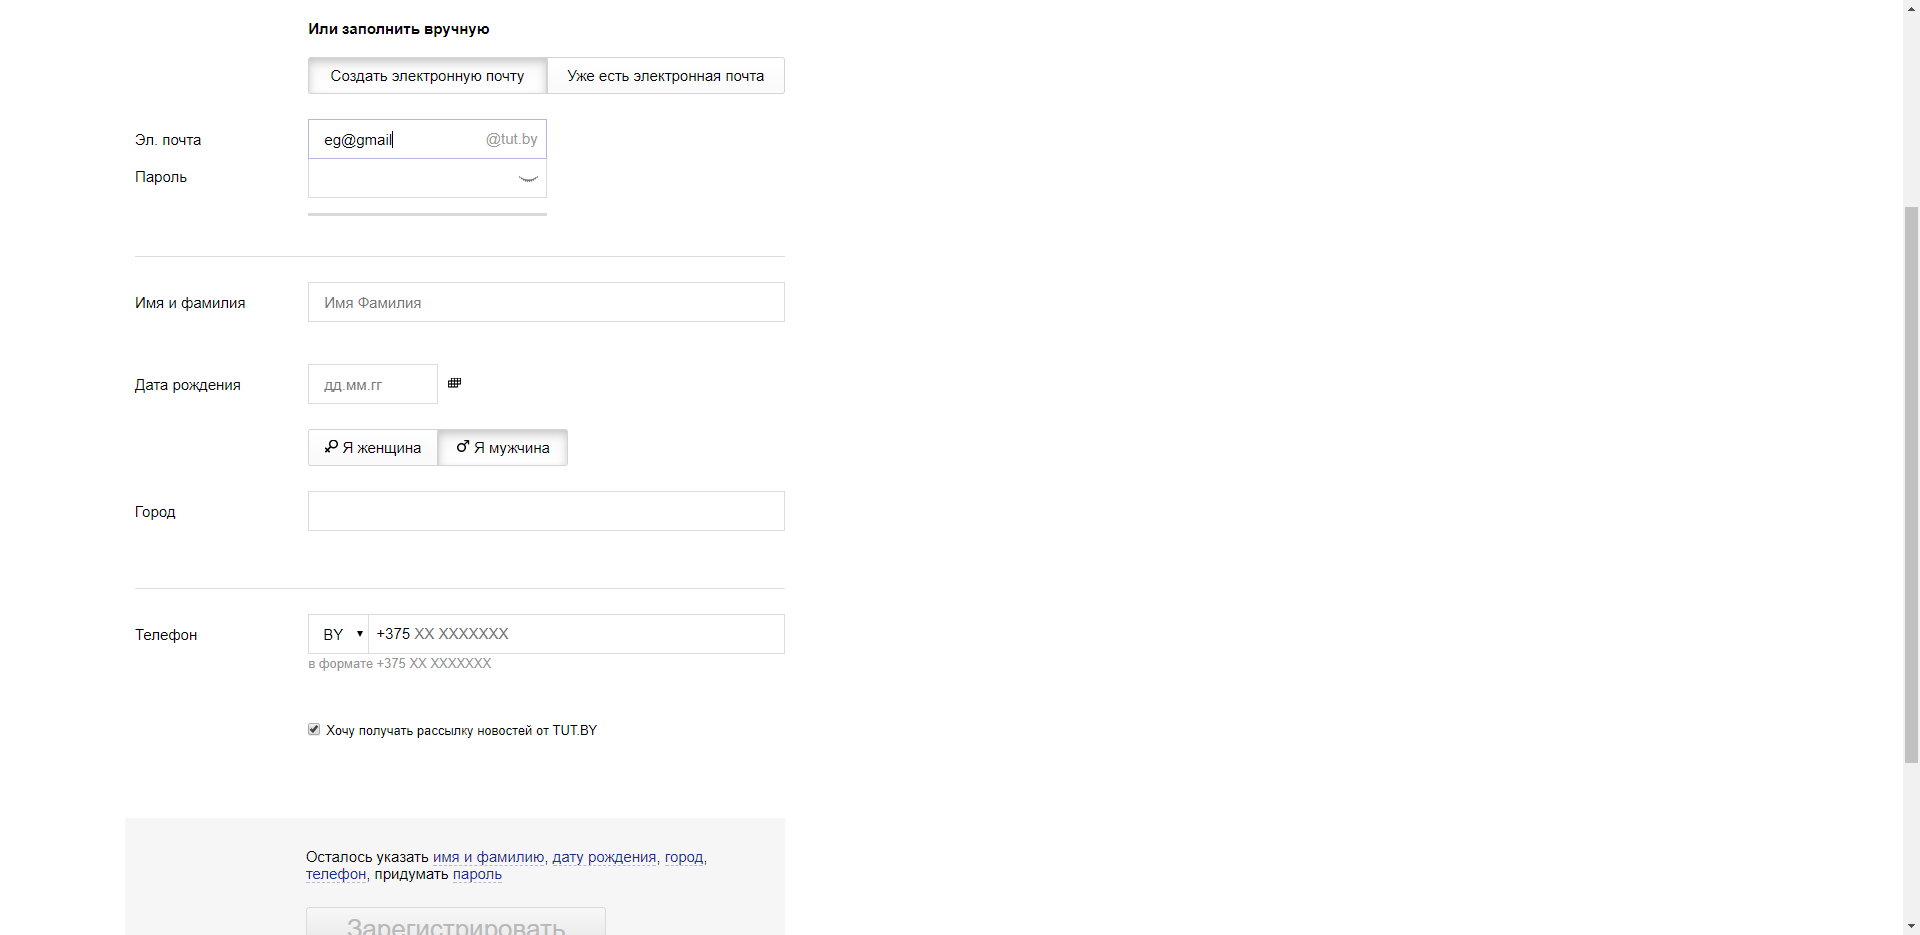 Или заполнить вручную
Создать электронную почту Уже есть электронная почта
Эл. почта eg@gmail @tut.by
Пароль
Имя и фамилия Имя Фамилия
Дата рождения дд.мм.гг
Я женщина Я мужчина
Город
Телефон BY +375 XX XXXXXXX
в формате +375 XX XXXXXXX
Хочу получать рассылку новостей от TUT.BY
Осталось указать имя и фамилию, дату рождения, город,
телефон, придумать пароль
Зарегистрировать